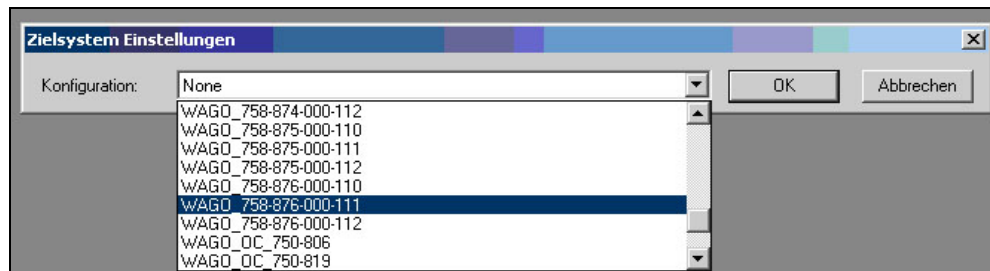 Zielsystem Einstellungen
Konfiguration: None OK Abbrechen
WAGO_758-874-000-112
WAGO_758-875-000-110
WAGO_758-875-000-111
WAGO_758-875-000-112
WAGO_758-876-000-110
WAGO_758-876-000-111
WAGO_758-876-000-112
WAGO_OC_750-806
WAGO_OC_750-819